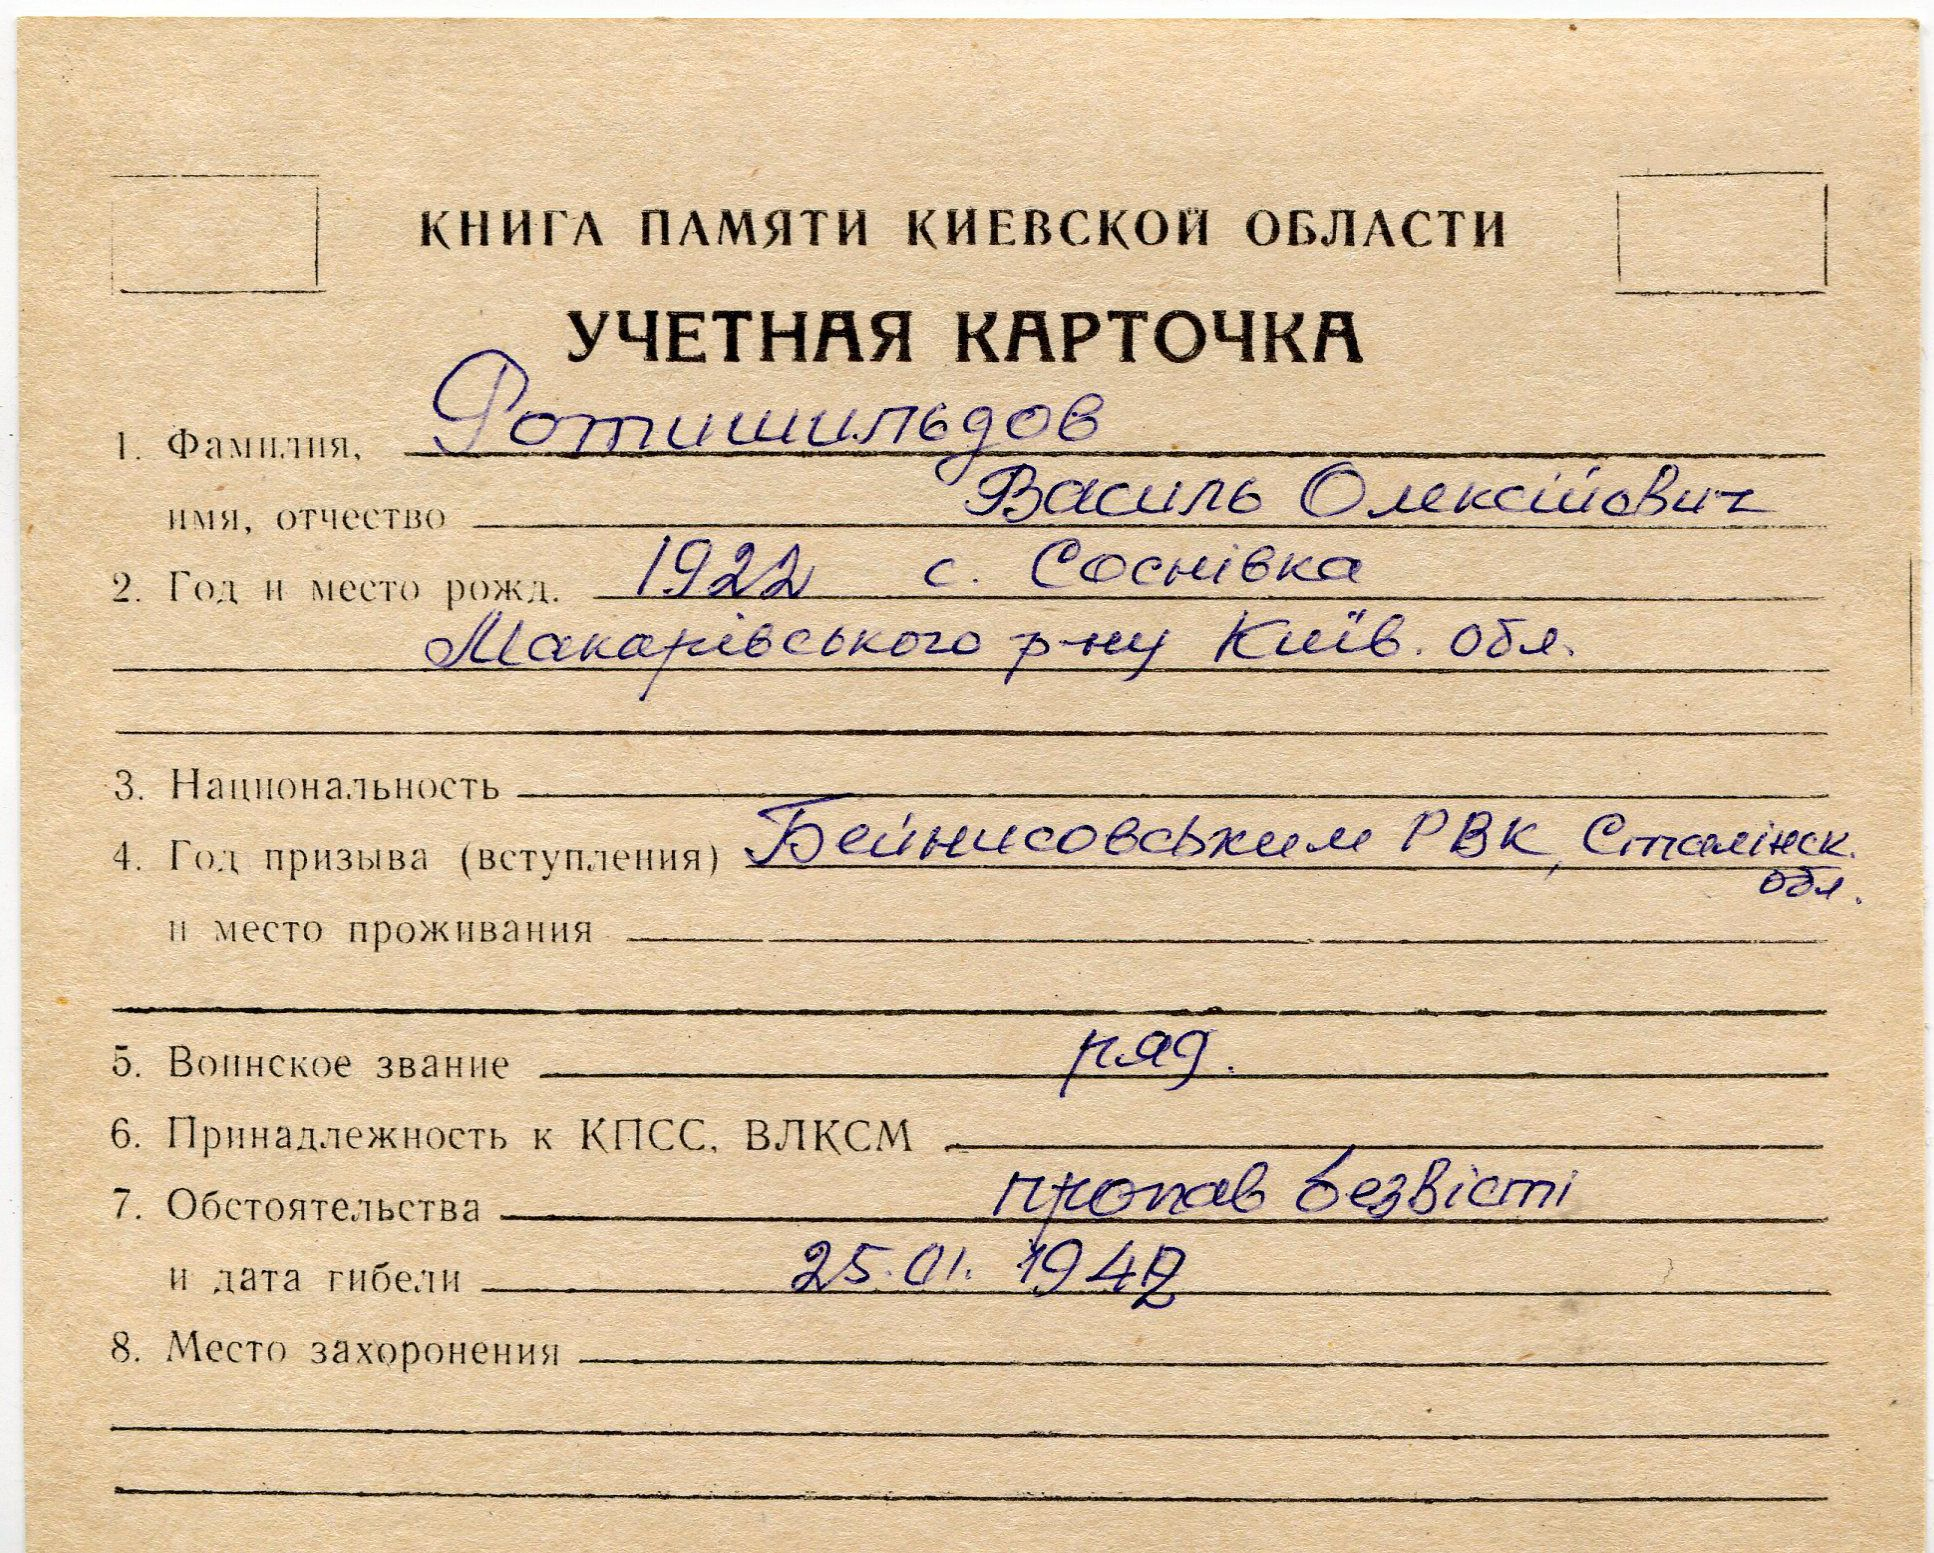 КНИГА ПАМЯТИ КИЕВСКОЙ ОБЛАСТИ
УЧЕТНАЯ КАРТОЧКА
1. Фамилия, Ротишильдов
имя, отчество Василь Олексійович
2. Год и место рожд. 1922 с. Соснівка
Макарівського р-ну Київ. обл.
3. Национальность
4. Год призыва (вступления) Бейнисовським РВК, Сталінск.
обл.
и место проживания
5. Воинское звание ряд.
6. Принадлежность к КПСС, ВЛКСМ
7. Обстоятельства пропав безвісті
и дата гибели 25.01. 1942
8. Место захоронения